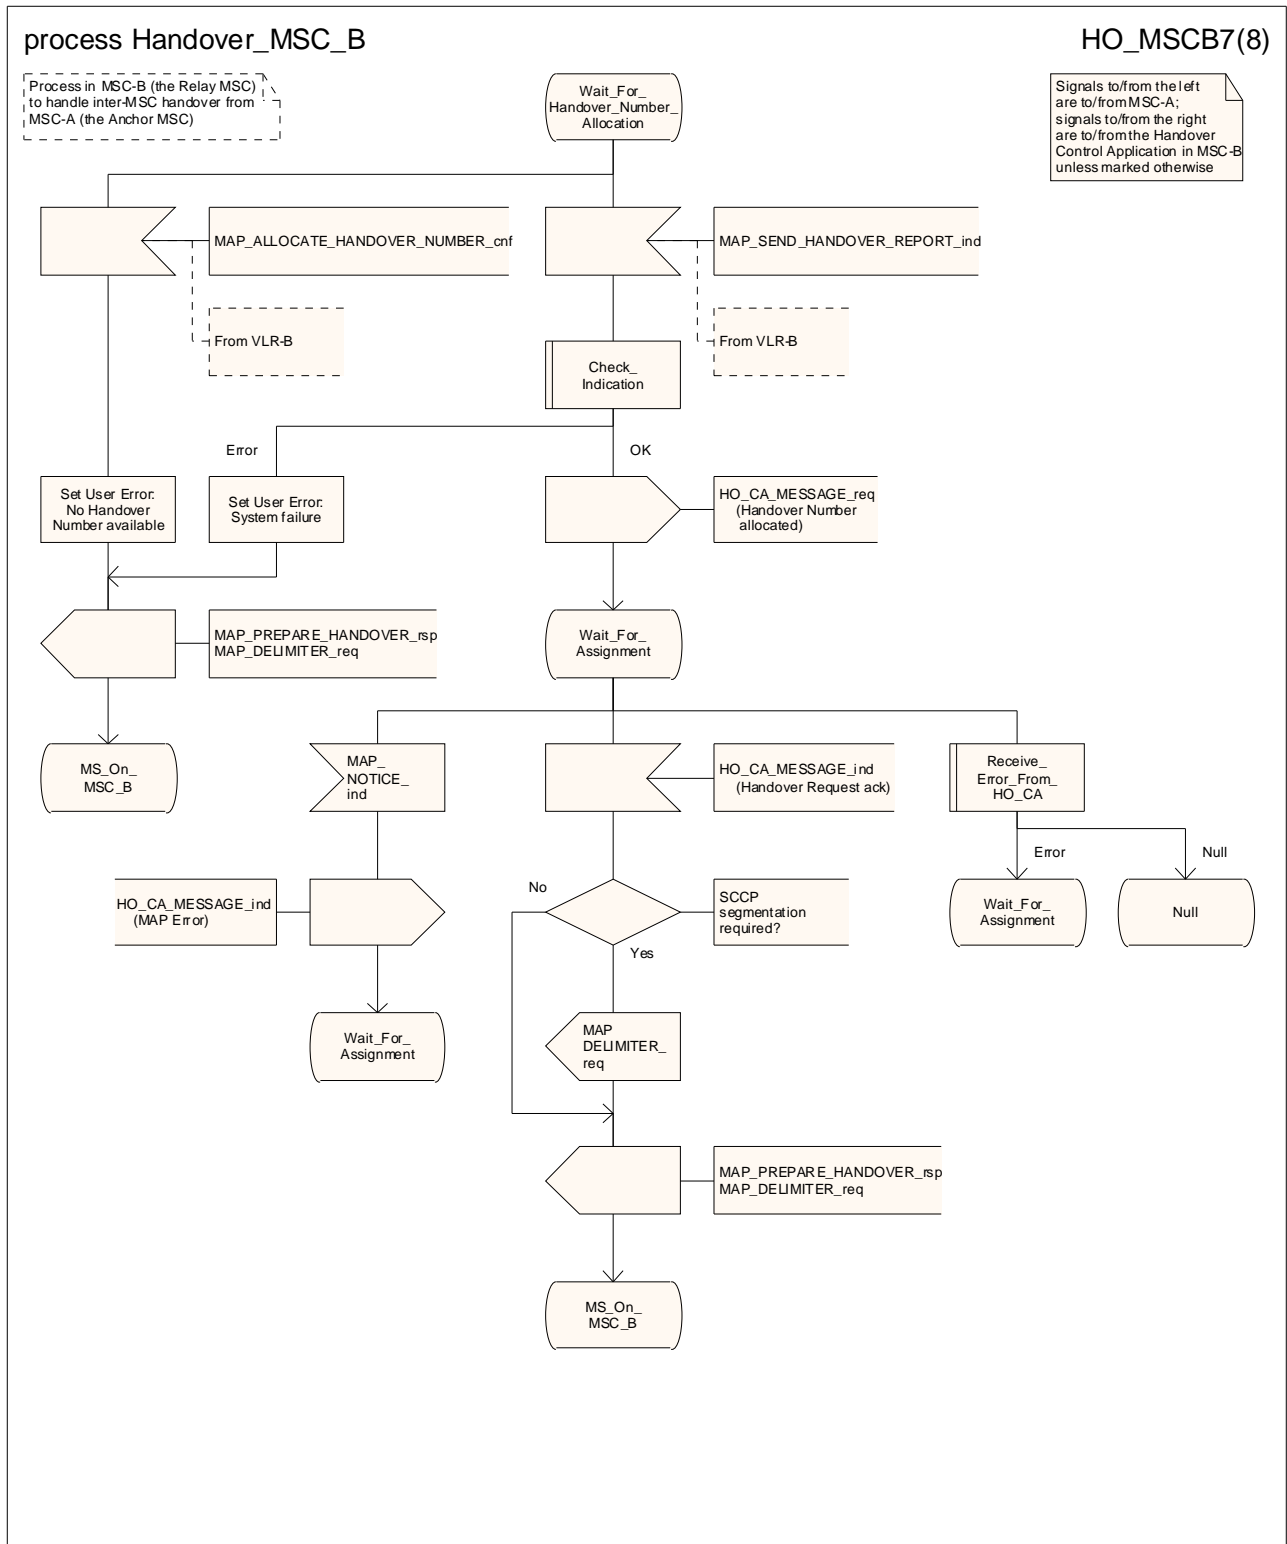 process Handover_MSC_B
HO_MSCB7(8)
Process in MSC-B (the Relay MSC)
to handle inter-MSC handover from
MSC-A (the Anchor MSC)
Wait_For_
Handover_Number_
Allocation
Signals to/from the left
are to/from MSC-A;
signals to/from the right
are to/from the Handover
Control Application in MSC-B
unless marked otherwise
MAP_ALLOCATE_HANDOVER_NUMBER_cnf
MAP_SEND_HANDOVER_REPORT_ind
From VLR-B
From VLR-B
Check_
Indication
Error
OK
Set User Error:
No Handover
Number available
Set User Error:
System failure
HO_CA_MESSAGE_req
(Handover Number
allocated)
MAP_PREPARE_HANDOVER_rsp
MAP_DELIMITER_req
Wait_For_
Assignment
MS_On_
MSC_B
MAP_
NOTICE_
ind
HO_CA_MESSAGE_ind
(Handover Request ack)
Receive_
Error_From_
HO_CA
Error
Null
HO_CA_MESSAGE_ind
(MAP Error)
No
SCCP
segmentation
required?
Yes
Wait_For_
Assignment
Null
Wait_For_
Assignment
MAP
DELIMITER_
req
MAP_PREPARE_HANDOVER_rsp
MAP_DELIMITER_req
MS_On_
MSC_B